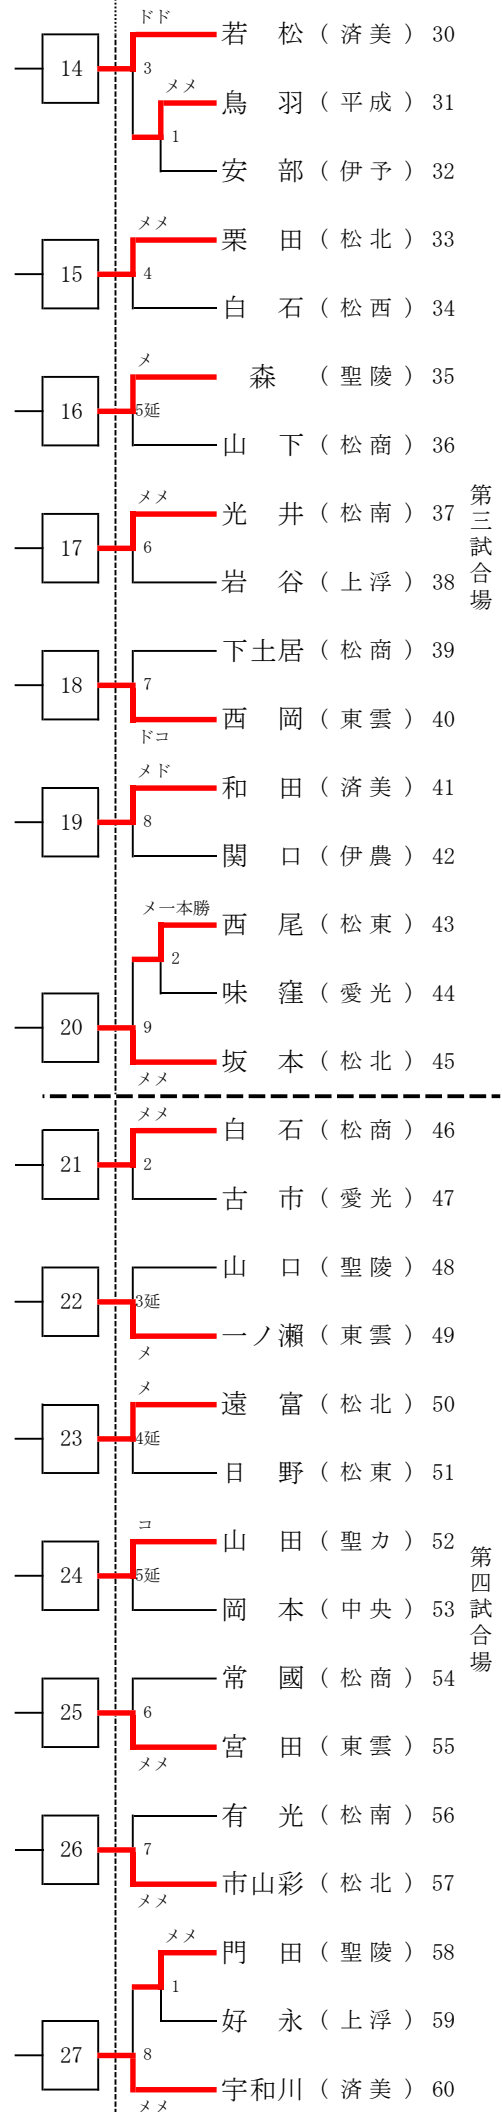 ドド
若 松 (済美) 30
14
3
メメ
鳥 羽 (平成) 31
1
安 部 (伊予) 32
メメ
栗 田 (松北) 33
15
4
白 石 (松西) 34
メ
森 (聖陵) 35
16
5延
山 下 (松商) 36
メメ
光 井 (松南) 37
17
6
岩 谷 (上浮) 38
第三試合場
下土居 (松商) 39
18
7
西 岡 (東雲) 40
ドコ
メド
和 田 (済美) 41
19
8
関 口 (伊農) 42
メ一本勝
西 尾 (松東) 43
2
味 窪 (愛光) 44
20
9
坂 本 (松北) 45
メメ
メメ
白 石 (松商) 46
21
2
古 市 (愛光) 47
山 口 (聖陵) 48
22
3延
一ノ瀬 (東雲) 49
メ
メ
遠 富 (松北) 50
23
4延
日 野 (松東) 51
コ
山 田 (聖カ) 52
24
5延
岡 本 (中央) 53
第四試合場
常 國 (松商) 54
25
6
宮 田 (東雲) 55
メメ
有 光 (松南) 56
26
7
市山彩 (松北) 57
メメ
メメ
門 田 (聖陵) 58
1
好 永 (上浮) 59
27
8
宇和川 (済美) 60
メメ